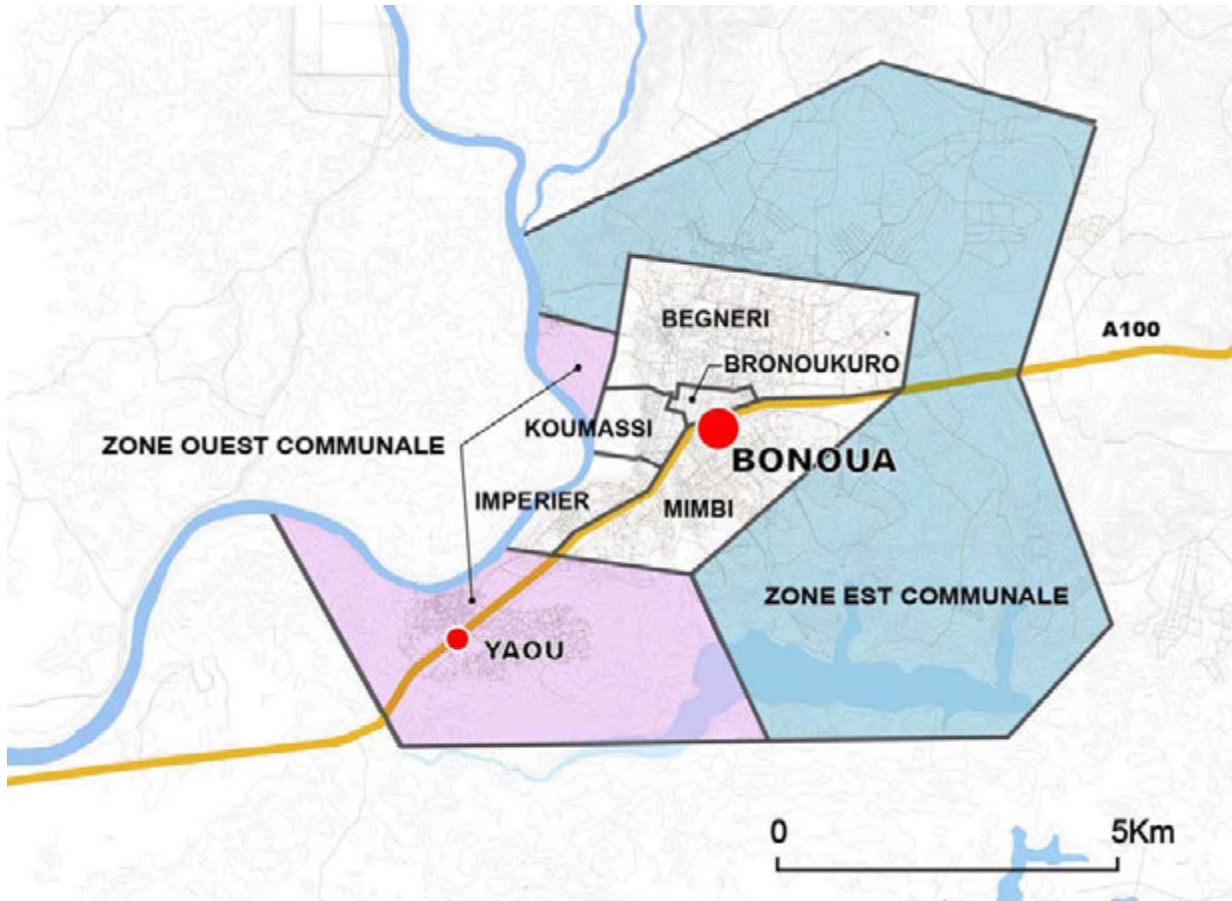 BEGNERI
A100
BRONOUKURO
KOUMASSI
ZONE OUEST COMMUNALE
BONOUA
IMPERIER
MIMBI
ZONE EST COMMUNALE
YAOU
0 5Km